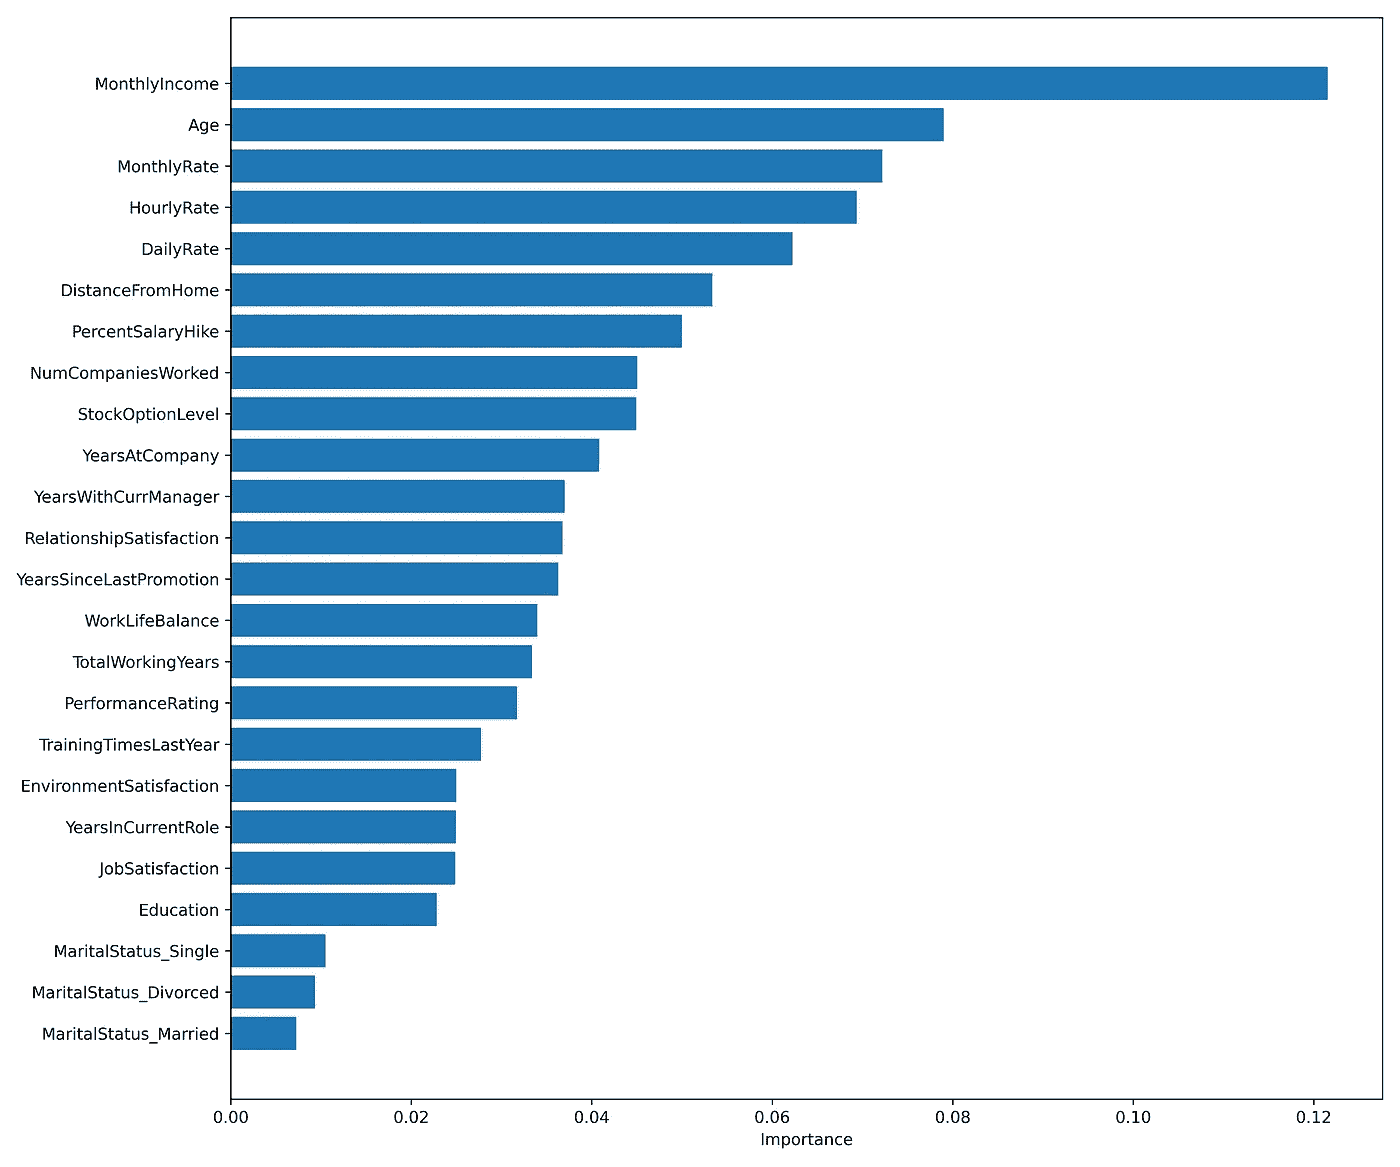 MonthlyIncome
Age
MonthlyRate
HourlyRate
DailyRate
DistanceFromHome
PercentSalaryHike
NumCompaniesWorked
StockOptionLevel
YearsAtCompany
YearsWithCurrManager
RelationshipSatisfaction
YearsSinceLastPromotion
WorkLifeBalance
TotalWorkingYears
PerformanceRating
TrainingTimesLastYear
EnvironmentSatisfaction
YearsInCurrentRole
JobSatisfaction
Education
MaritalStatus_Single
MaritalStatus_Divorced
MaritalStatus_Married
0.00 0.02 0.04 0.06 0.08 0.10 0.12
Importance